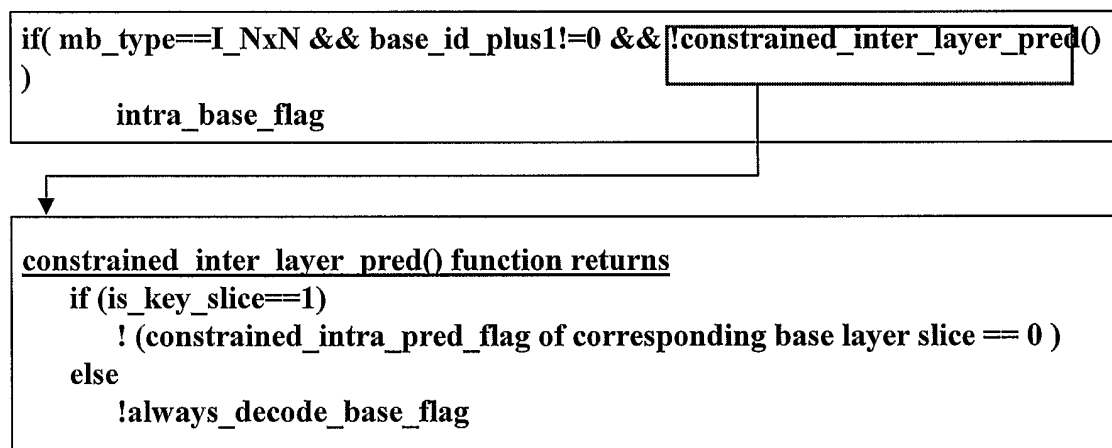 if( mb_type==I_NxN && base_id_plus1!=0 && !constrained_inter_layer_pred()
)
intra_base_flag
constrained_inter_layer_pred() function returns
if (is_key_slice==1)
! (constrained_intra_pred_flag of corresponding base layer slice == 0 )
else
!always_decode_base_flag